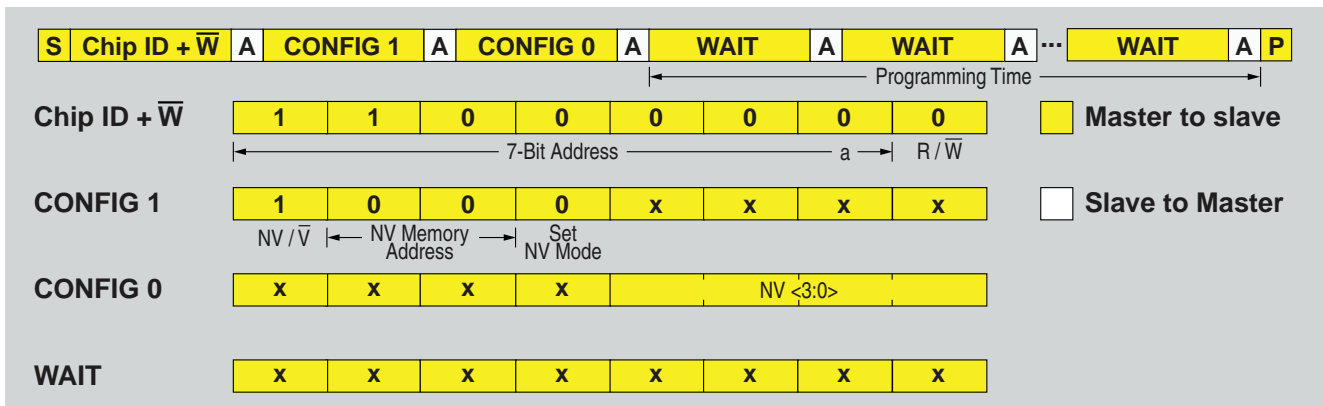 S Chip ID + W̅ A CONFIG 1 A CONFIG 0 A WAIT A WAIT A ... WAIT A P
Programming Time
Chip ID + W̅ 1 1 0 0 0 0 0 0 Master to slave
7-Bit Address a R / W̅
CONFIG 1 1 0 0 0 x x x x Slave to Master
NV / V̅ NV Memory Address Set NV Mode
CONFIG 0 x x x x NV <3:0>
WAIT x x x x x x x x